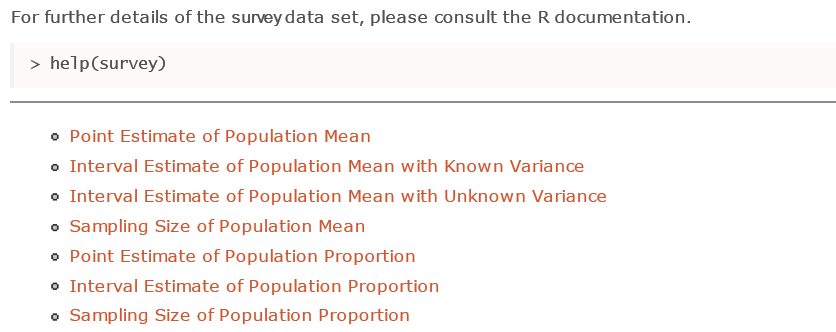 For further details of the survey data set, please consult the R documentation.
> help(survey)
Point Estimate of Population Mean
Interval Estimate of Population Mean with Known Variance
Interval Estimate of Population Mean with Unknown Variance
Sampling Size of Population Mean
Point Estimate of Population Proportion
Interval Estimate of Population Proportion
Sampling Size of Population Proportion